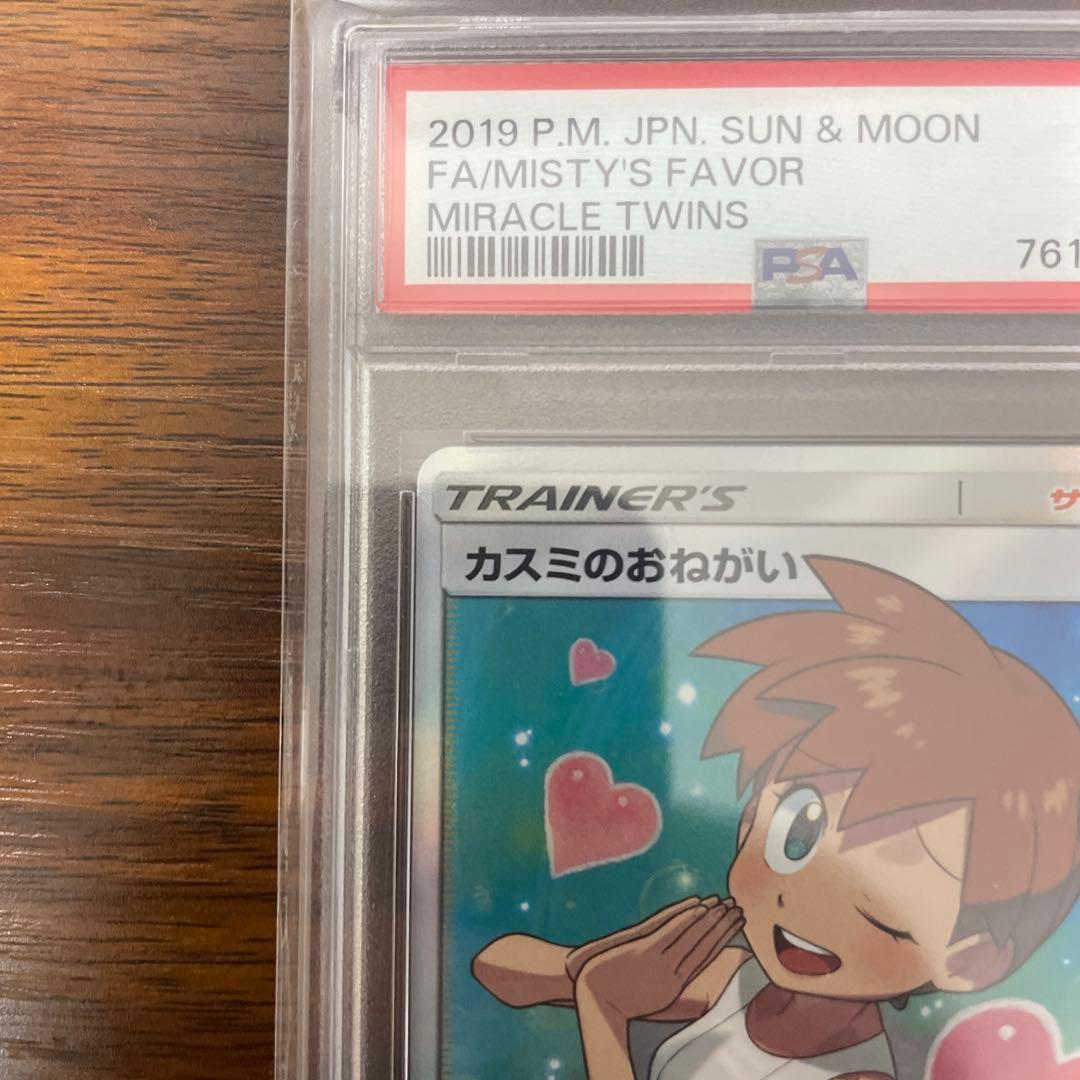 2019 P.M. JPN. SUN & MOON
FA/MISTY'S FAVOR
MIRACLE TWINS
PSA
761
TRAINER'S
サ
カスミのおねがい